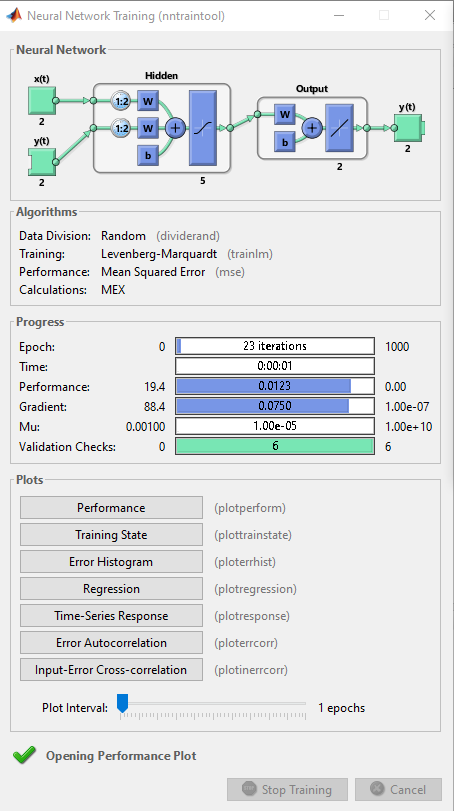 Neural Network Training (nntraintool)
Neural Network
Hidden
Output
x(t)
2
y(t)
2
1:2 W
1:2 W
b
+
5
W
b
+
2
y(t)
2
Algorithms
Data Division: Random (dividerand)
Training: Levenberg-Marquardt (trainlm)
Performance: Mean Squared Error (mse)
Calculations: MEX
Progress
Epoch: 0 23 iterations 1000
Time: 0:00:01
Performance: 19.4 0.0123 0.00
Gradient: 88.4 0.0750 1.00e-07
Mu: 0.00100 1.00e-05 1.00e+10
Validation Checks: 0 6 6
Plots
Performance (plotperform)
Training State (plottrainstate)
Error Histogram (ploterrhist)
Regression (plotregression)
Time-Series Response (plotresponse)
Error Autocorrelation (ploterrcorr)
Input-Error Cross-correlation (plotinerrcorr)
Plot Interval: 1 epochs
Opening Performance Plot
Stop Training Cancel